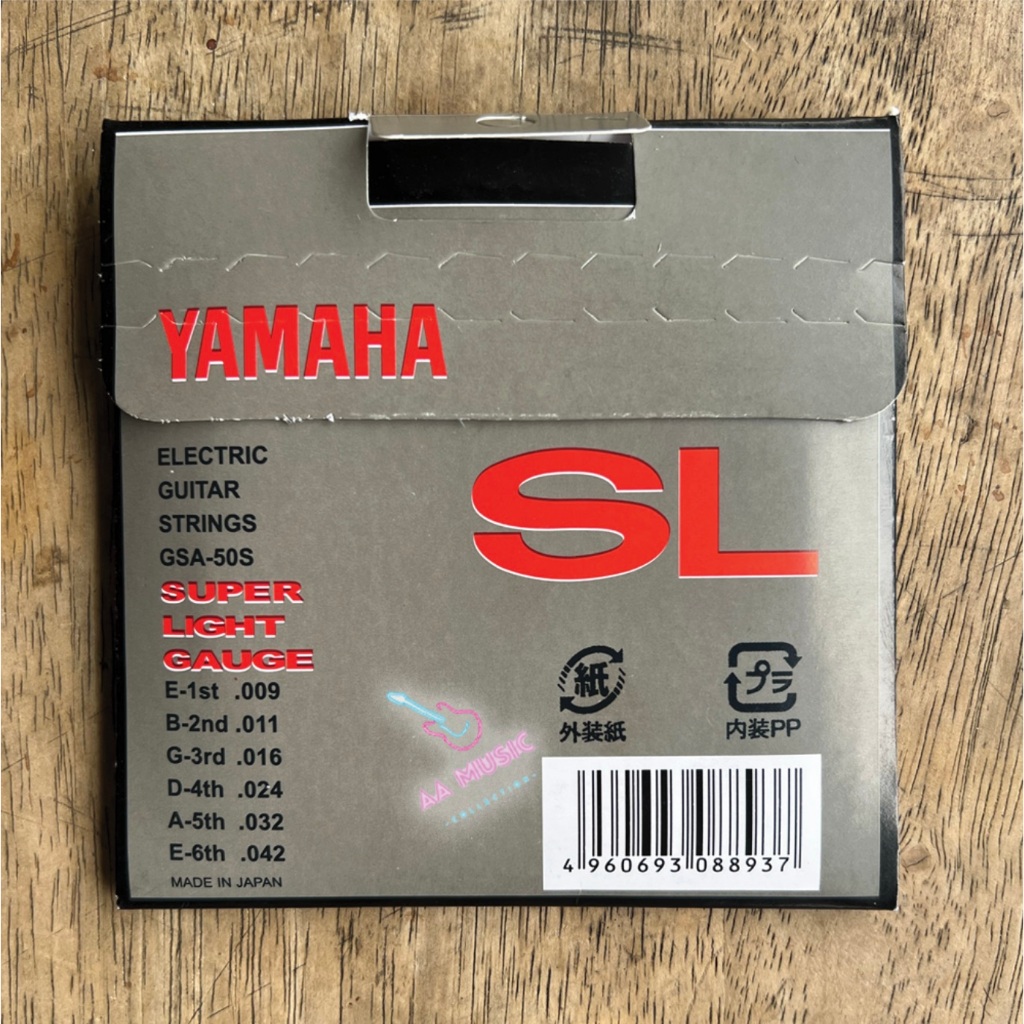 YAMAHA
ELECTRIC
GUITAR
STRINGS
GSA-50S
SUPER
LIGHT
GAUGE
E-1st .009
B-2nd .011
G-3rd .016
D-4th .024
A-5th .032
E-6th .042
MADE IN JAPAN
SL
紙
外装紙
プラ
内装PP
AA MUSIC
-COLLECTION-
4 960693 088937